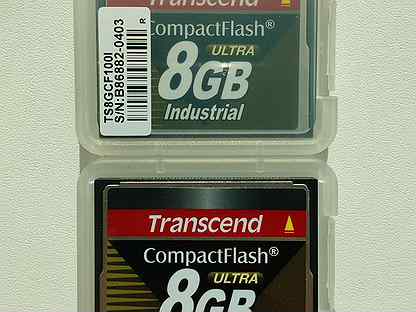 TS8GCF100I
S/N:B86882-0403
R
Transcend
CompactFlash®
ULTRA
8GB
Industrial
Transcend
CompactFlash®
ULTRA
8GB